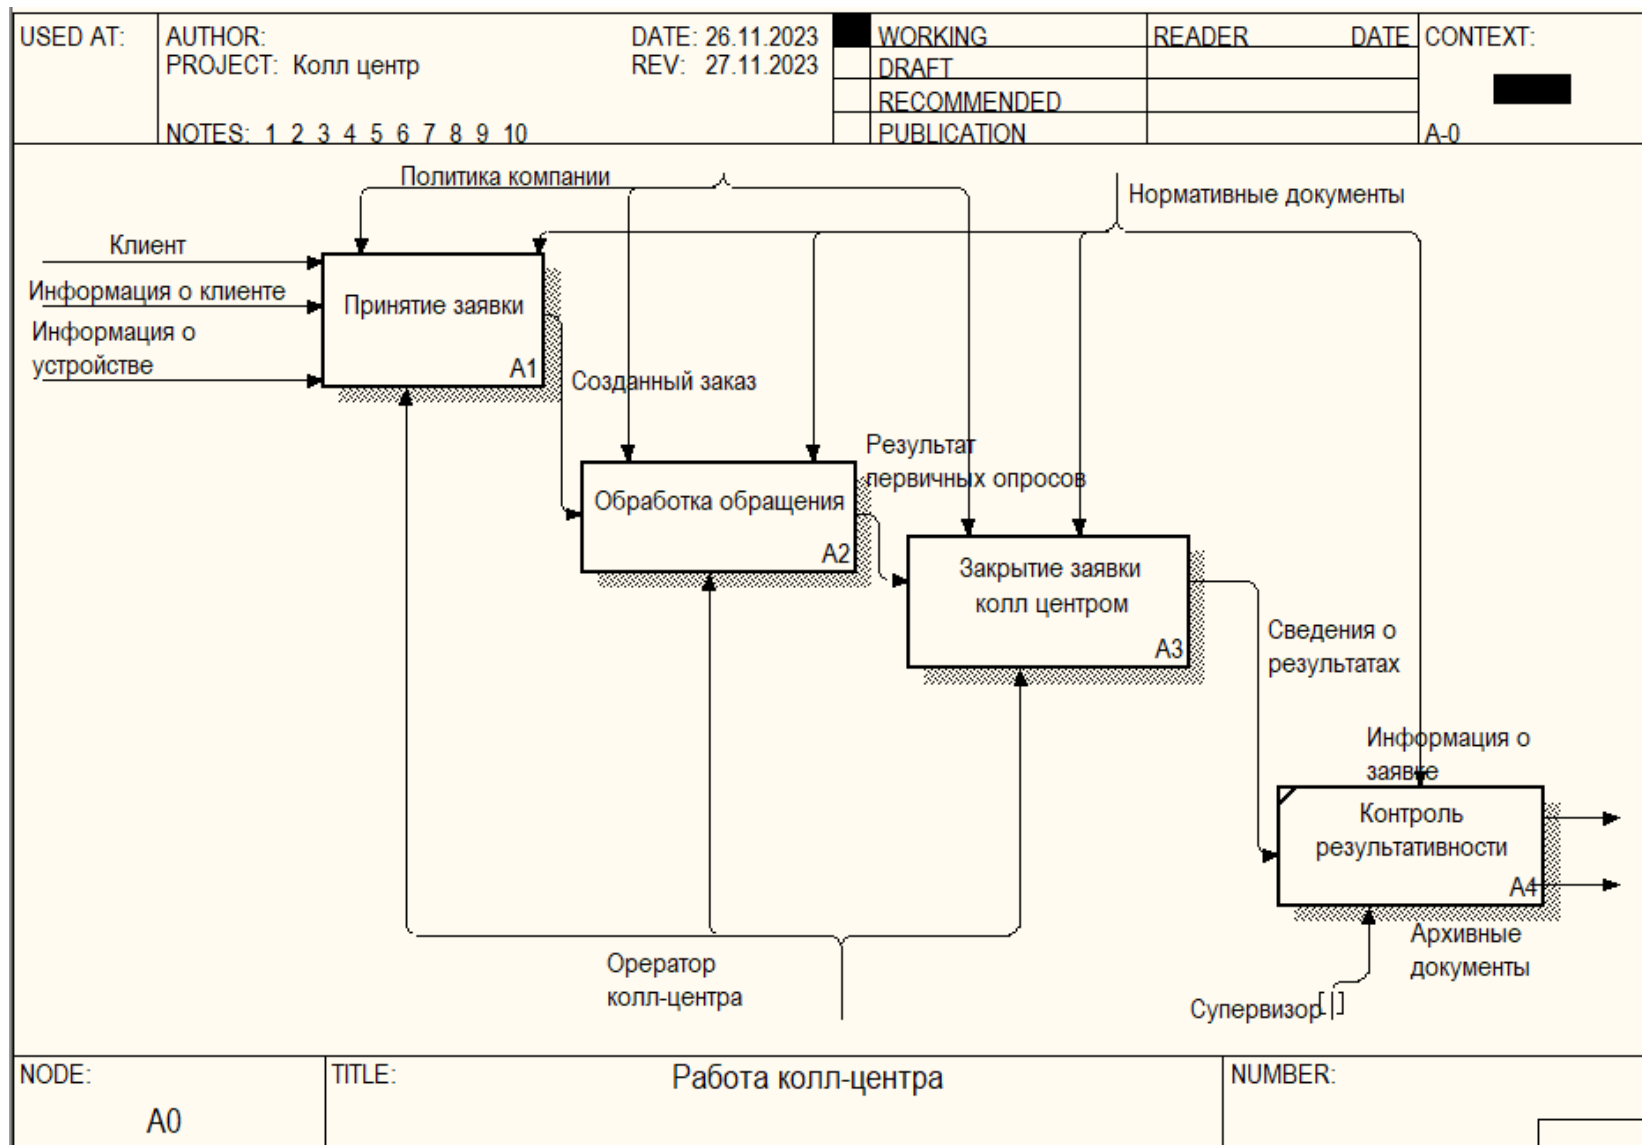 USED AT:
AUTHOR:
DATE: 26.11.2023
PROJECT: Колл центр
REV: 27.11.2023
NOTES: 1 2 3 4 5 6 7 8 9 10
WORKING
DRAFT
RECOMMENDED
PUBLICATION
READER
DATE
CONTEXT:
A-0
Политика компании
Нормативные документы
Клиент
Информация о клиенте
Информация о
устройстве
Принятие заявки
A1
Созданный заказ
Результат
первичных опросов
Обработка обращения
A2
Закрытие заявки
колл центром
A3
Сведения о
результатах
Информация о
заявке
Контроль
результативности
A4
Архивные
документы
Орератор
колл-центра
Супервизор
NODE:
A0
TITLE:
Работа колл-центра
NUMBER: